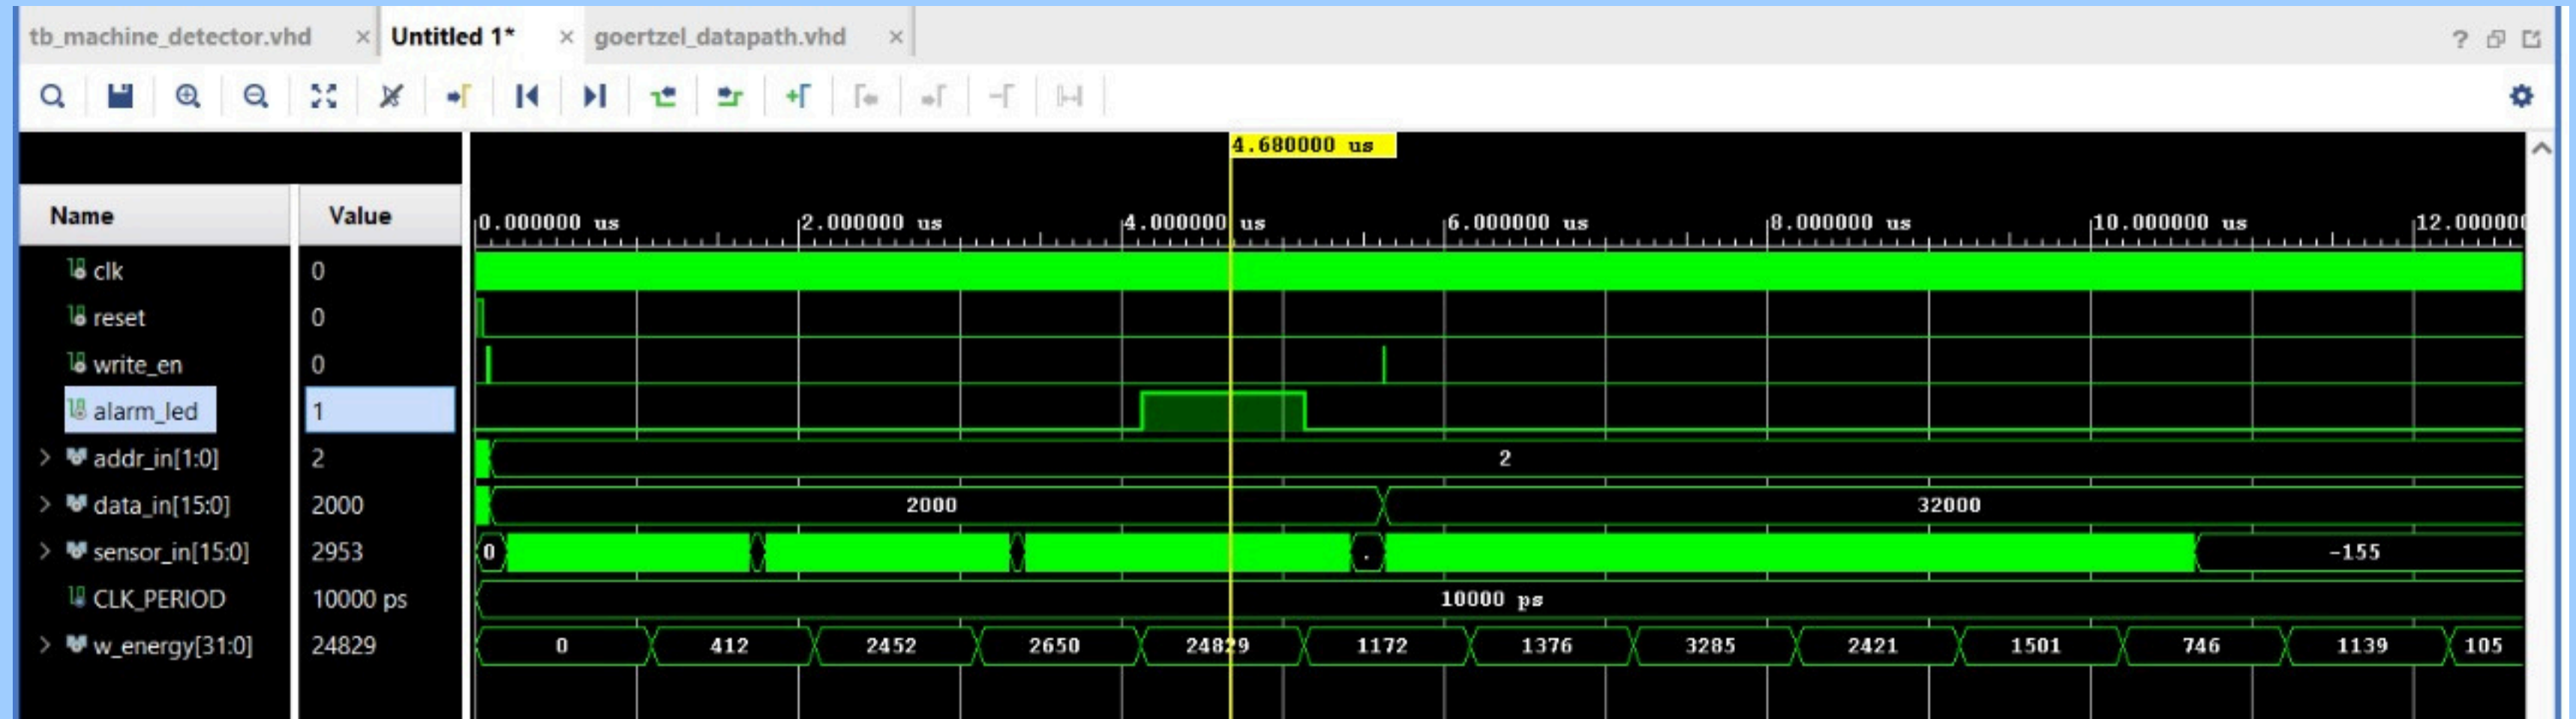 tb_machine_detector.vhd × Untitled 1* × goertzel_datapath.vhd × ?
4.680000 us
Name Value 0.000000 us 2.000000 us 4.000000 us 6.000000 us 8.000000 us 10.000000 us 12.000000
clk 0
reset 0
write_en 0
alarm_led 1
addr_in[1:0] 2 2
data_in[15:0] 2000 2000 32000
sensor_in[15:0] 2953 0 . -155
CLK_PERIOD 10000 ps 10000 ps
w_energy[31:0] 24829 0 412 2452 2650 24829 1172 1376 3285 2421 1501 746 1139 105